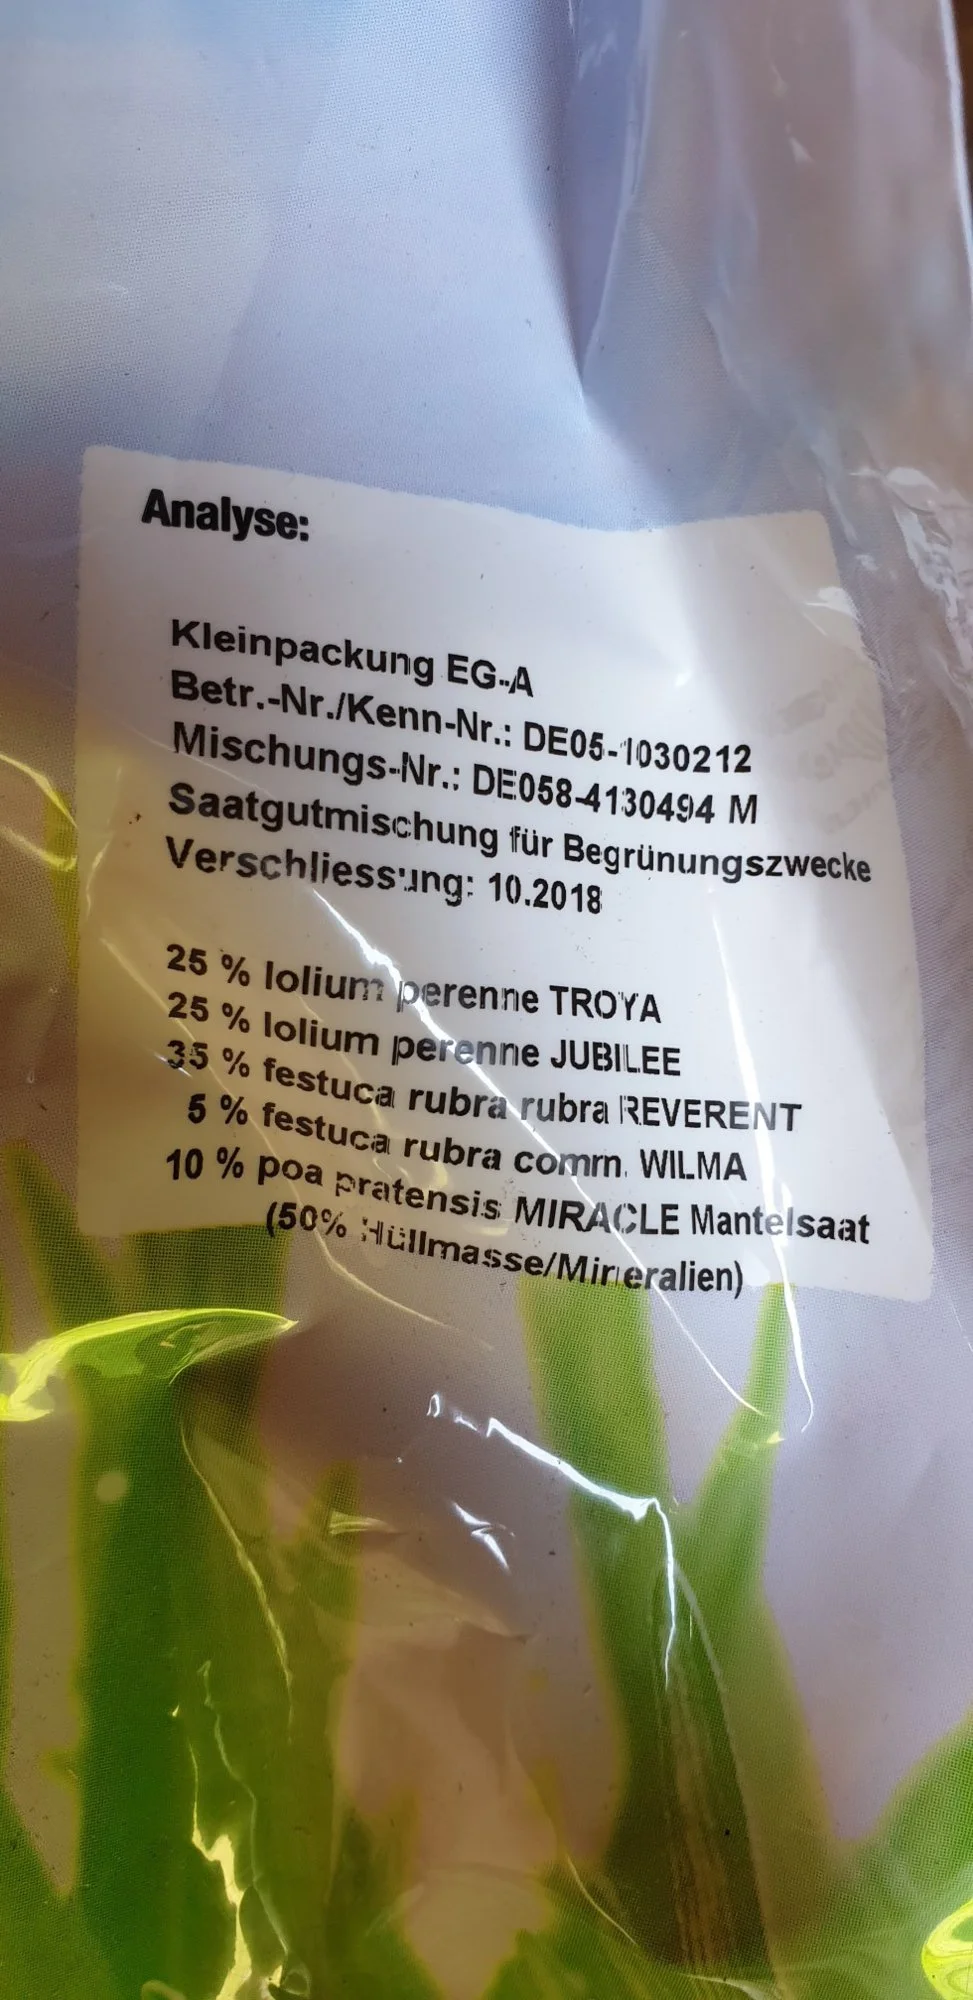 Analyse:
Kleinpackung EG-A
Betr.-Nr./Kenn-Nr.: DE05-1030212
Mischungs-Nr.: DE058-4130494 M
Saatgutmischung für Begrünungszwecke
Verschliessung: 10.2018
25 % lolium perenne TROYA
25 % lolium perenne JUBILEE
35 % festuca rubra rubra REVERENT
5 % festuca rubra comm. WILMA
10 % poa pratensis MIRACLE Mantelsaat
(50% Hüllmasse/Mineralien)